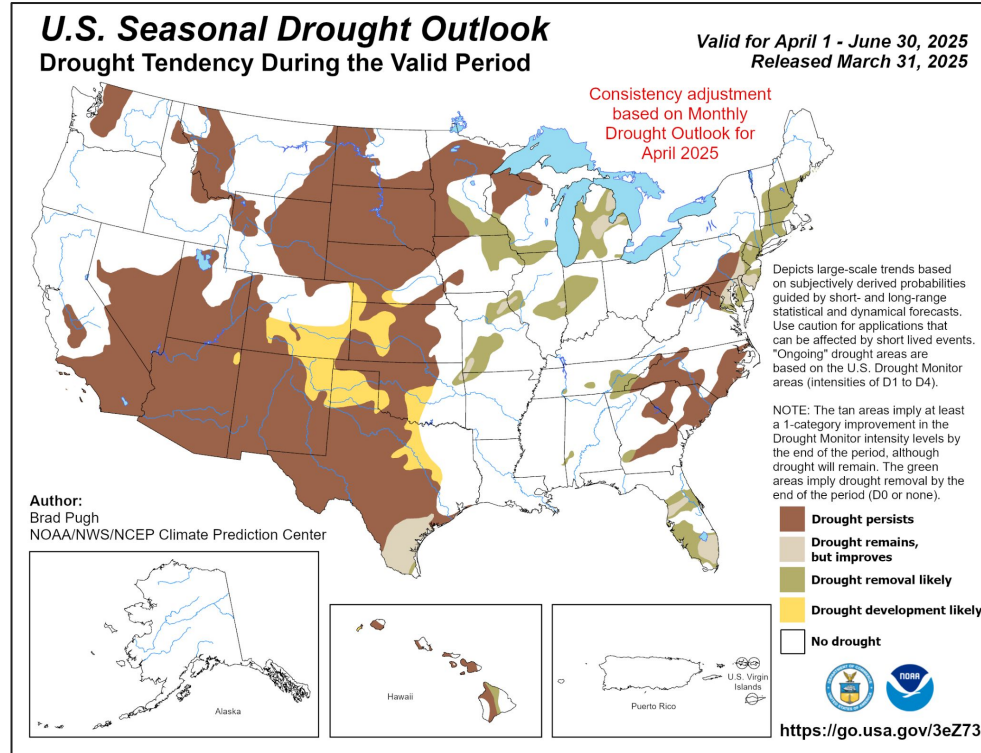 U.S. Seasonal Drought Outlook
Drought Tendency During the Valid Period
Valid for April 1 - June 30, 2025
Released March 31, 2025
Consistency adjustment
based on Monthly
Drought Outlook for
April 2025
Depicts large-scale trends based
on subjectively derived probabilities
guided by short- and long-range
statistical and dynamical forecasts.
Use caution for applications that
can be affected by short lived events.
"Ongoing" drought areas are
based on the U.S. Drought Monitor
areas (intensities of D1 to D4).
NOTE: The tan areas imply at least
a 1-category improvement in the
Drought Monitor intensity levels by
the end of the period, although
drought will remain. The green
areas imply drought removal by the
end of the period (D0 or none).
Author:
Brad Pugh
NOAA/NWS/NCEP Climate Prediction Center
Drought persists
Drought remains,
but improves
Drought removal likely
Drought development likely
No drought
Alaska
Hawaii
Puerto Rico
U.S. Virgin
Islands
NOAA
https://go.usa.gov/3eZ73